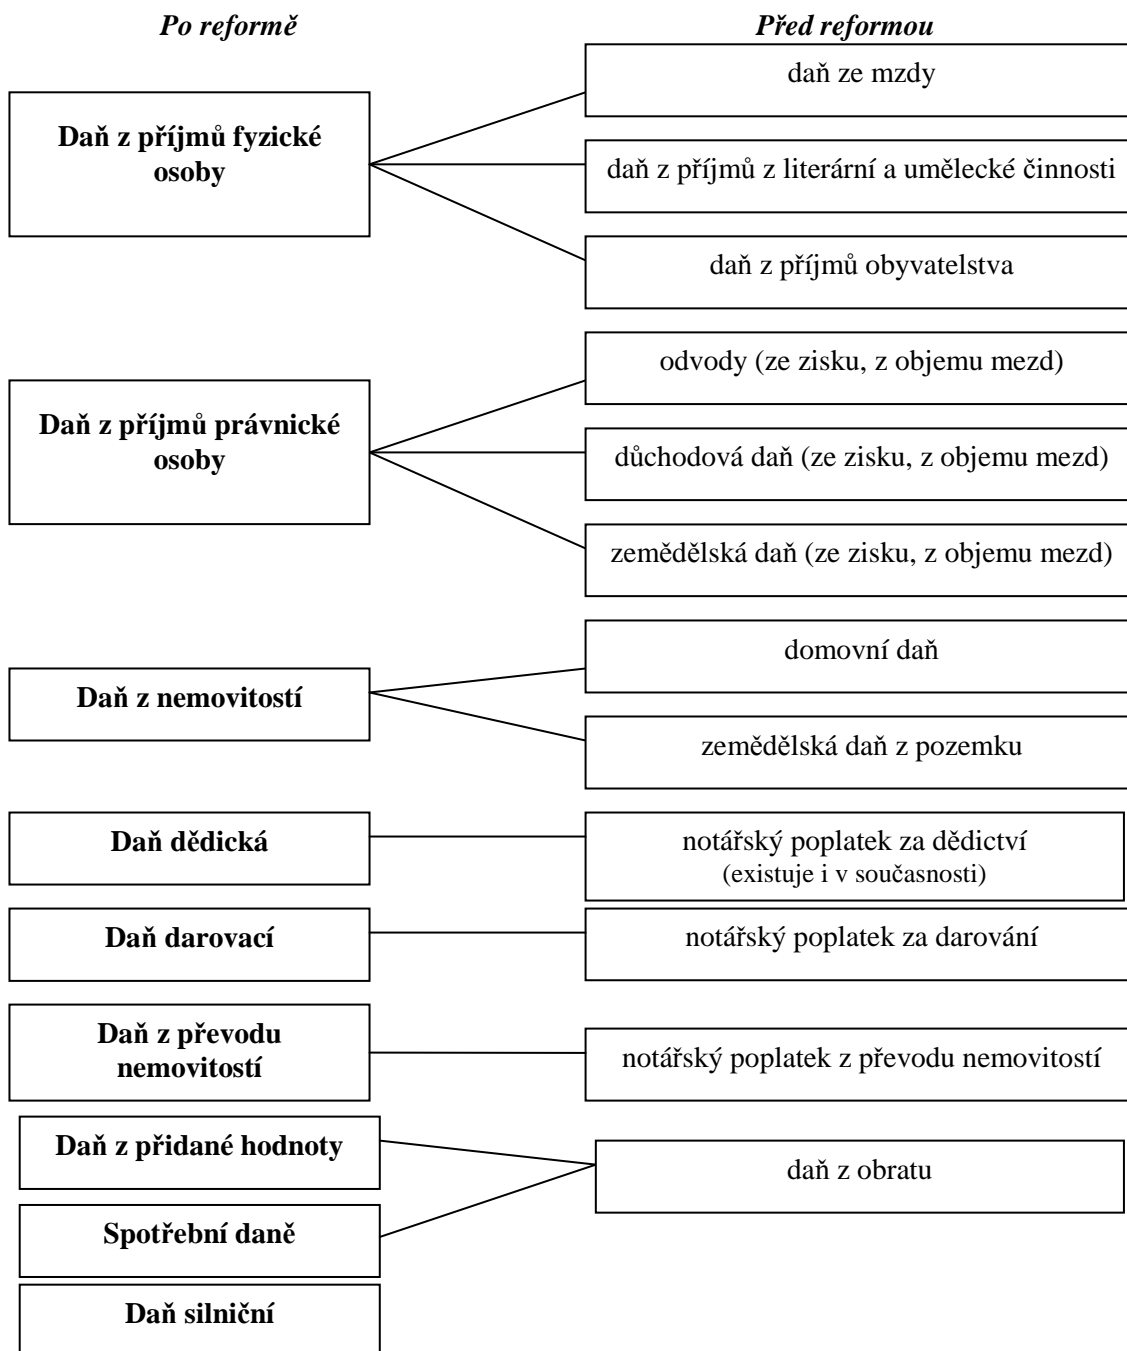 Po reformě
Před reformou
Daň z příjmů fyzické
osoby
daň ze mzdy
daň z příjmů z literární a umělecké činnosti
daň z příjmů obyvatelstva
Daň z příjmů právnické
osoby
odvody (ze zisku, z objemu mezd)
důchodová daň (ze zisku, z objemu mezd)
zemědělská daň (ze zisku, z objemu mezd)
Daň z nemovitostí
domovní daň
zemědělská daň z pozemku
Daň dědická
notářský poplatek za dědictví
(existuje i v současnosti)
Daň darovací
notářský poplatek za darování
Daň z převodu
nemovitostí
notářský poplatek z převodu nemovitostí
Daň z přidané hodnoty
daň z obratu
Spotřební daně
Daň silniční